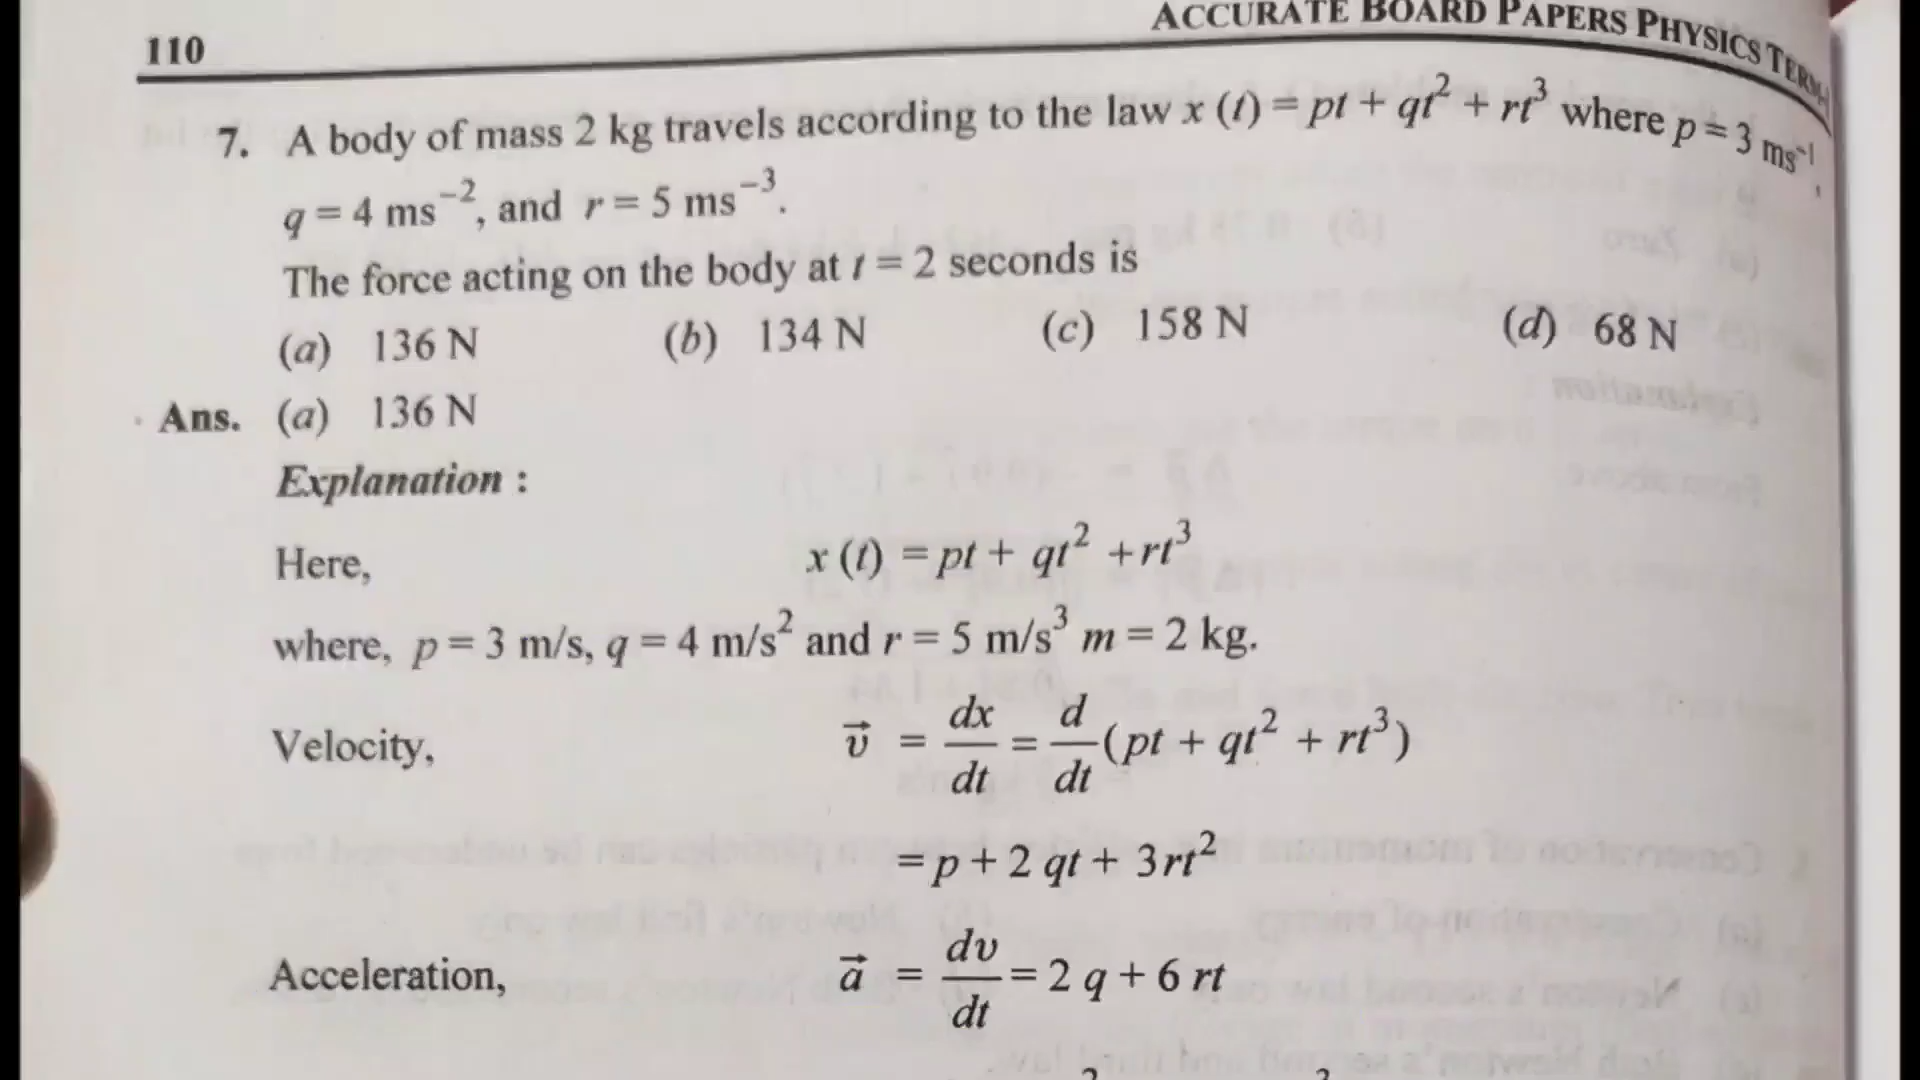 110
ACCURATE BOARD PAPERS PHYSICS TERM-I
7. A body of mass 2 kg travels according to the law x (t) = pt + qt² + rt³ where p = 3 ms⁻¹,
q = 4 ms⁻², and r = 5 ms⁻³.
The force acting on the body at t = 2 seconds is
(a) 136 N (b) 134 N (c) 158 N (d) 68 N
Ans. (a) 136 N
Explanation :
Here, x (t) = pt + qt² +rt³
where, p = 3 m/s, q = 4 m/s² and r = 5 m/s³ m = 2 kg.
Velocity, v⃗ = dx/dt = d/dt (pt + qt² + rt³)
= p + 2 qt + 3rt²
Acceleration, a⃗ = dv/dt = 2 q + 6 rt